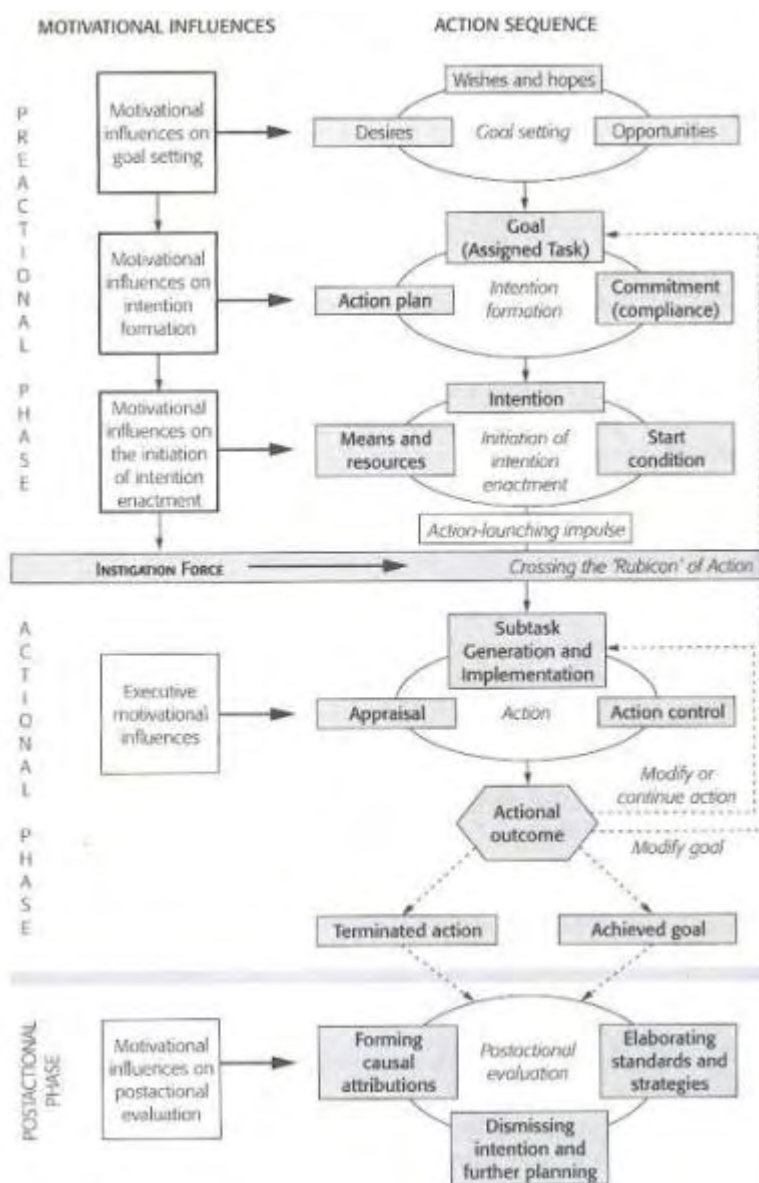 MOTIVATIONAL INFLUENCES
ACTION SEQUENCE
PREACTIONAL PHASE
Motivational
influences on
goal setting
Wishes and hopes
Desires
Goal setting
Opportunities
Motivational
influences on
intention
formation
Goal
(Assigned Task)
Action plan
Intention
formation
Commitment
(compliance)
Motivational
influences on
the initiation
of intention
enactment
Intention
Means and
resources
Initiation of
intention
enactment
Start
condition
Action-launching impulse
INSTIGATION FORCE
Crossing the 'Rubicon' of Action
ACTIONAL PHASE
Executive
motivational
influences
Subtask
Generation and
Implementation
Appraisal
Action
Action control
Modify or
continue action
Actional
outcome
Modify goal
Terminated action
Achieved goal
POSTACTIONAL
PHASE
Motivational
influences on
postactional
evaluation
Forming
causal
attributions
Postactional
evaluation
Elaborating
standards and
strategies
Dismissing
intention and
further planning